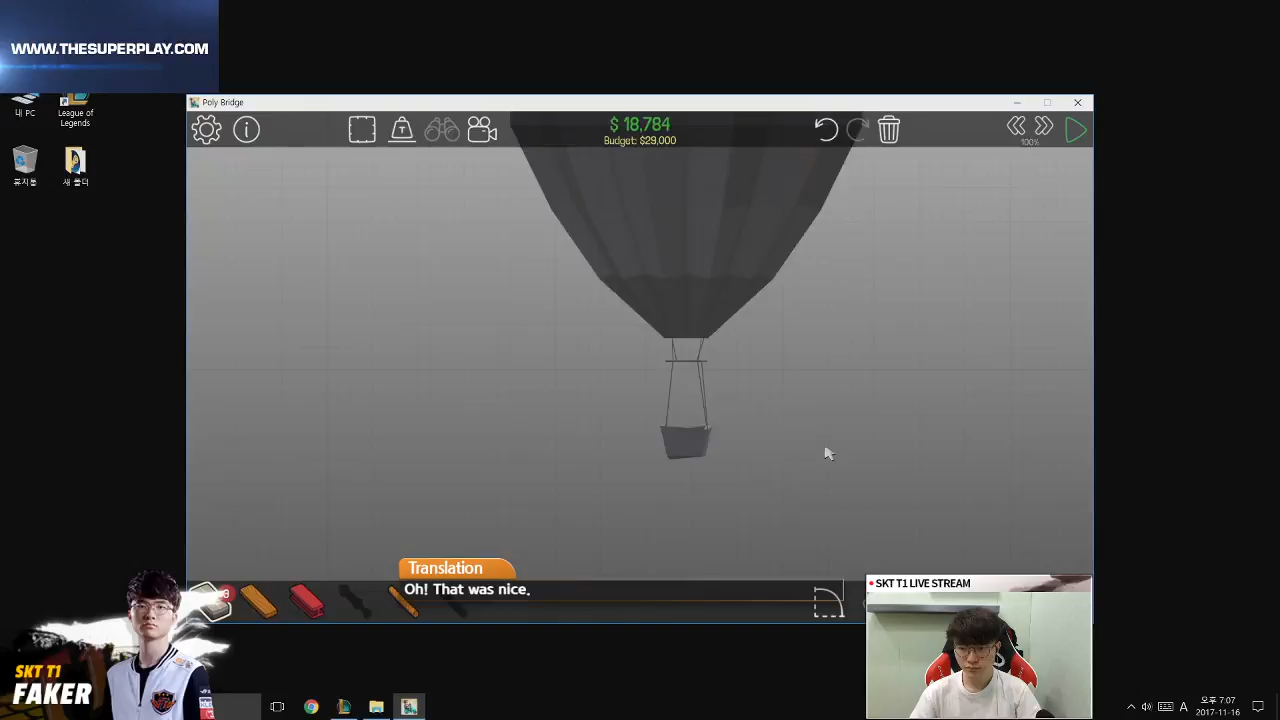 WWW.THESUPERPLAY.COM
내 PC
League of
Legends
휴지통
새 폴더
Poly Bridge
T
$ 18,784
Budget: $29,000
100%
Translation
Oh! That was nice.
8
SKT T1 LIVE STREAM
SKT T1
FAKER
A
오후 7:07
2017-11-16